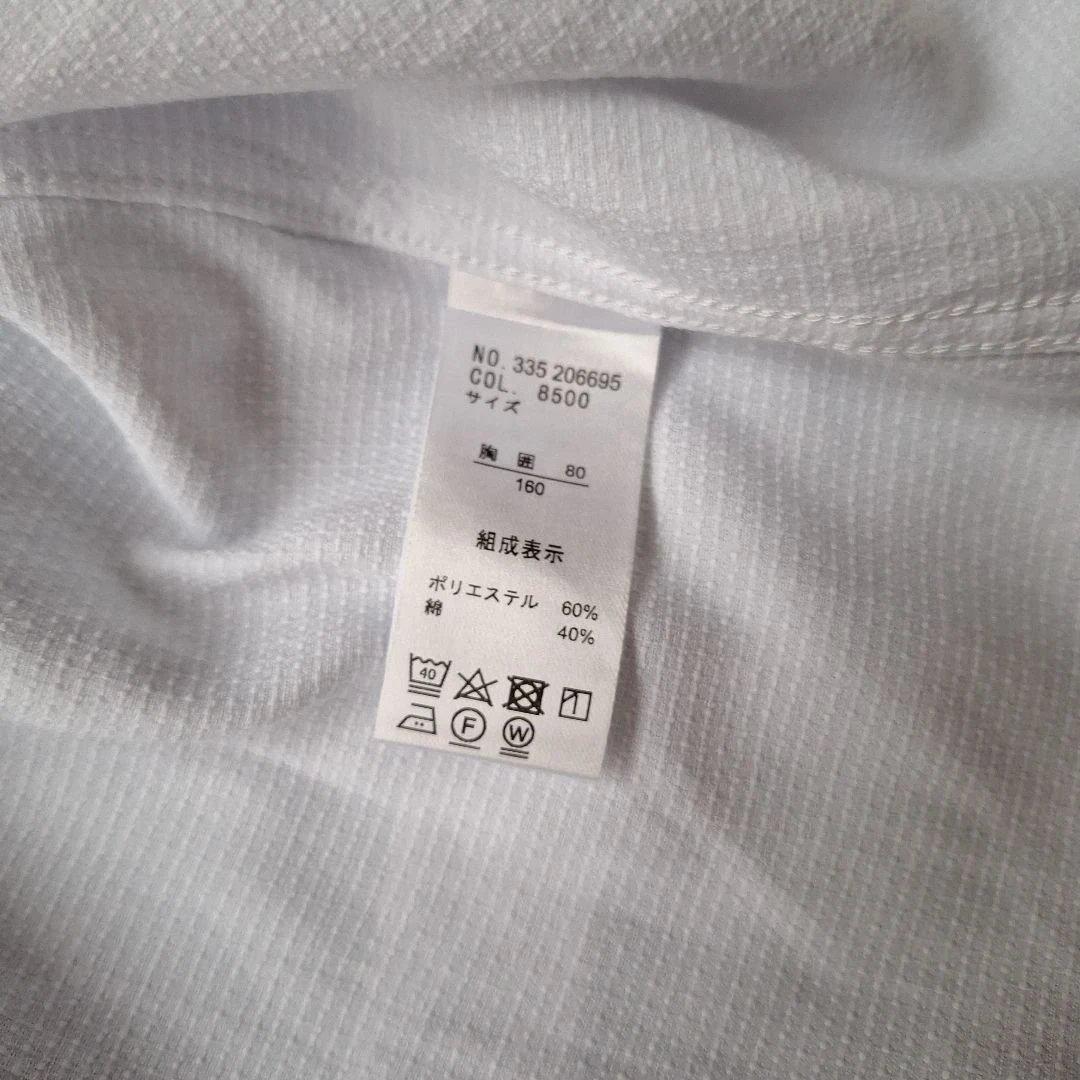 NO. 335 206695
COL. 8500
サイズ
胸 囲 80
160
組成表示
ポリエステル 60%
綿 40%
40
F W